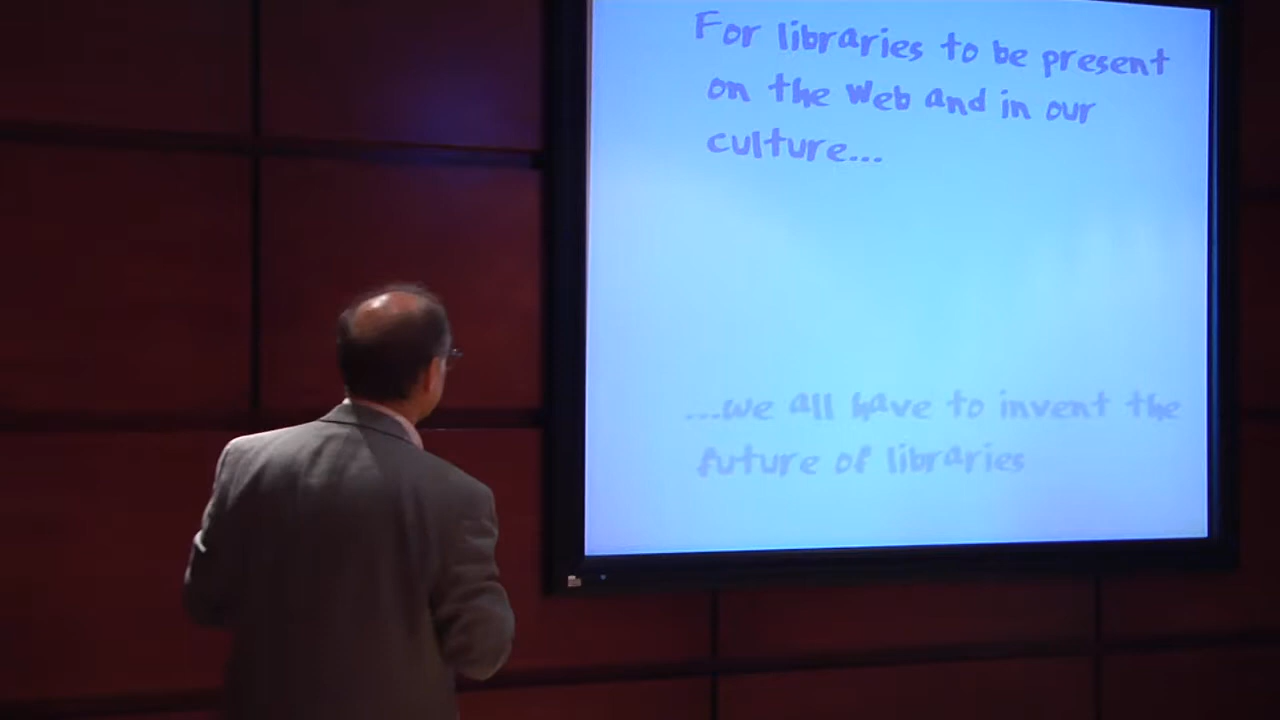 For libraries to be present
on the Web and in our
culture...
...we all have to invent the
future of libraries